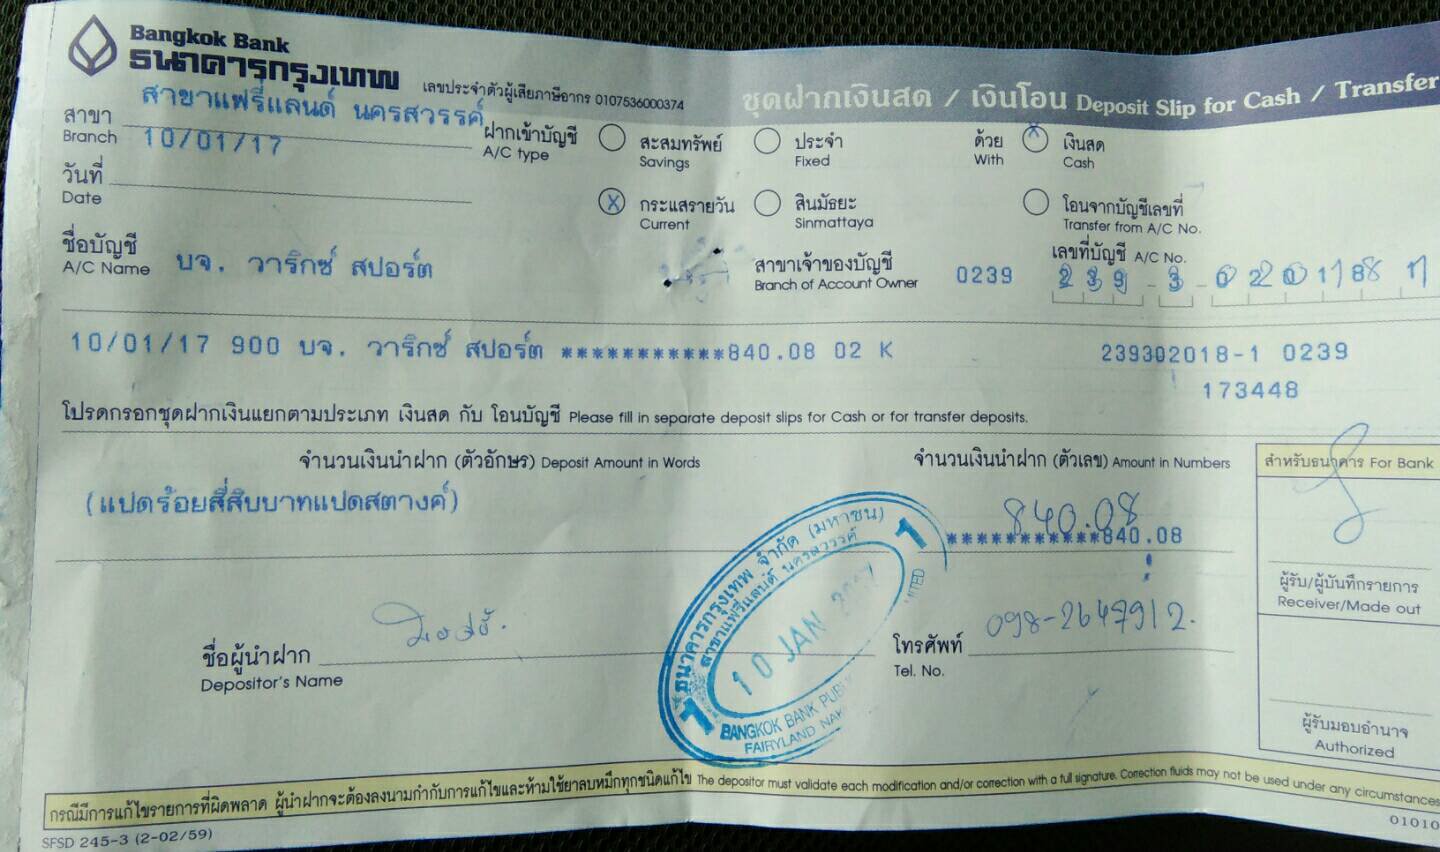 Bangkok Bank
ธนาคารกรุงเทพ
เลขประจำตัวผู้เสียภาษีอากร 0107536000374
ชุดฝากเงินสด / เงินโอน Deposit Slip for Cash / Transfer
สาขา สาขาแฟรี่แลนด์ นครสวรรค์
Branch 10/01/17
ฝากเข้าบัญชี
A/C type
สะสมทรัพย์
Savings
ประจำ
Fixed
ด้วย
With
X เงินสด
Cash
วันที่
Date
X กระแสรายวัน
Current
สินมัธยะ
Sinmattaya
โอนจากบัญชีเลขที่
Transfer from A/C No.
ชื่อบัญชี
A/C Name
บจ. วาริกซ์ สปอร์ต
สาขาเจ้าของบัญชี
Branch of Account Owner
0239
เลขที่บัญชี A/C No.
10/01/17 900 บจ. วาริกซ์ สปอร์ต ***********840.08 02 K 239302018-1 0239
173448
โปรดกรอกชุดฝากเงินแยกตามประเภท เงินสด กับ โอนบัญชี Please fill in separate deposit slips for Cash or for transfer deposits.
จำนวนเงินนำฝาก (ตัวอักษร) Deposit Amount in Words
จำนวนเงินนำฝาก (ตัวเลข) Amount in Numbers
สำหรับธนาคาร For Bank
(แปดร้อยสี่สิบบาทแปดสตางค์)
840.08
***********840.08
ผู้รับ/ผู้บันทึกรายการ
Receiver/Made out
ธนาคารกรุงเทพ จำกัด (มหาชน)
สาขาแฟรี่แลนด์ นครสวรรค์
1 1
10 JAN
BANGKOK BANK
FAIRYLAND
ชื่อผู้นำฝาก
Depositor's Name
โทรศัพท์ 098-2647912.
Tel. No.
ผู้รับมอบอำนาจ
Authorized
กรณีมีการแก้ไขรายการที่ผิดพลาด ผู้นำฝากจะต้องลงนามกำกับการแก้ไขและห้ามใช้ยาลบหมึกทุกชนิดแก้ไข The depositor must validate each modification and/or correction with a full signature. Correction fluids may not be used under any circumstances
SFSD 245-3 (2-02/59)
01010